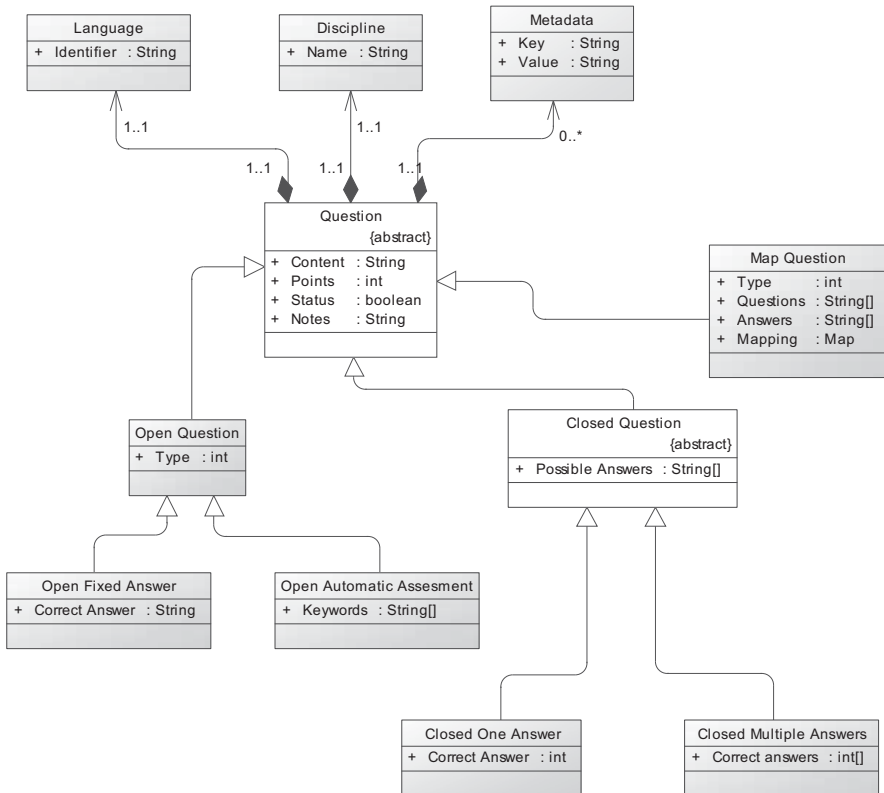 Language
+ Identifier : String
Discipline
+ Name : String
Metadata
+ Key : String
+ Value : String
1..1
1..1
0..*
1..1
1..1
1..1
Question
{abstract}
+ Content : String
+ Points : int
+ Status : boolean
+ Notes : String
Map Question
+ Type : int
+ Questions : String[]
+ Answers : String[]
+ Mapping : Map
Open Question
+ Type : int
Closed Question
{abstract}
+ Possible Answers : String[]
Open Fixed Answer
+ Correct Answer : String
Open Automatic Assesment
+ Keywords : String[]
Closed One Answer
+ Correct Answer : int
Closed Multiple Answers
+ Correct answers : int[]